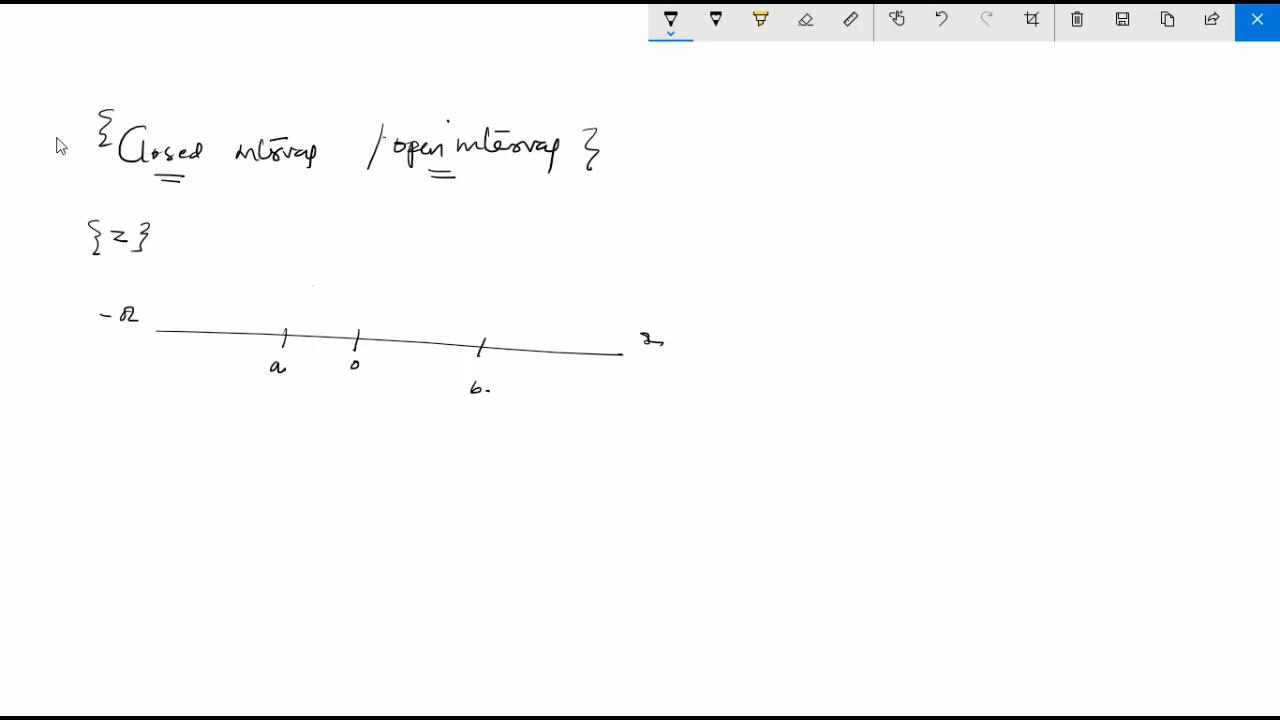 {Closed interval / open interval}
{z}
a 0 b